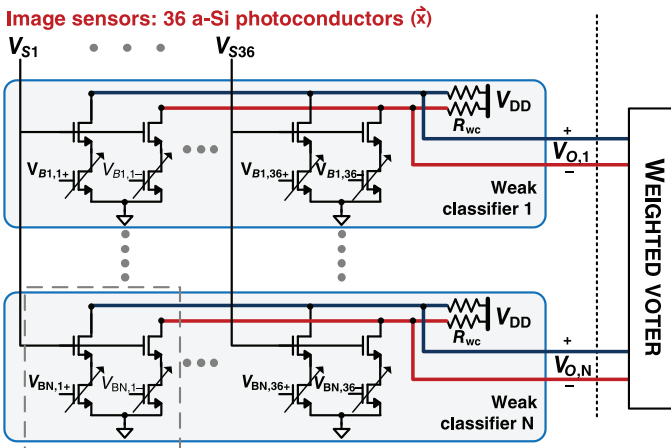 Image sensors: 36 a-Si photoconductors (x⃗)
VS1
VS36
VDD
Rwc
VB1,1+
VB1,1−
VB1,36+
VB1,36−
+
VO,1
−
Weak
classifier 1
WEIGHTED VOTER
VDD
Rwc
VBN,1+
VBN,1−
VBN,36+
VBN,36−
+
VO,N
−
Weak
classifier N